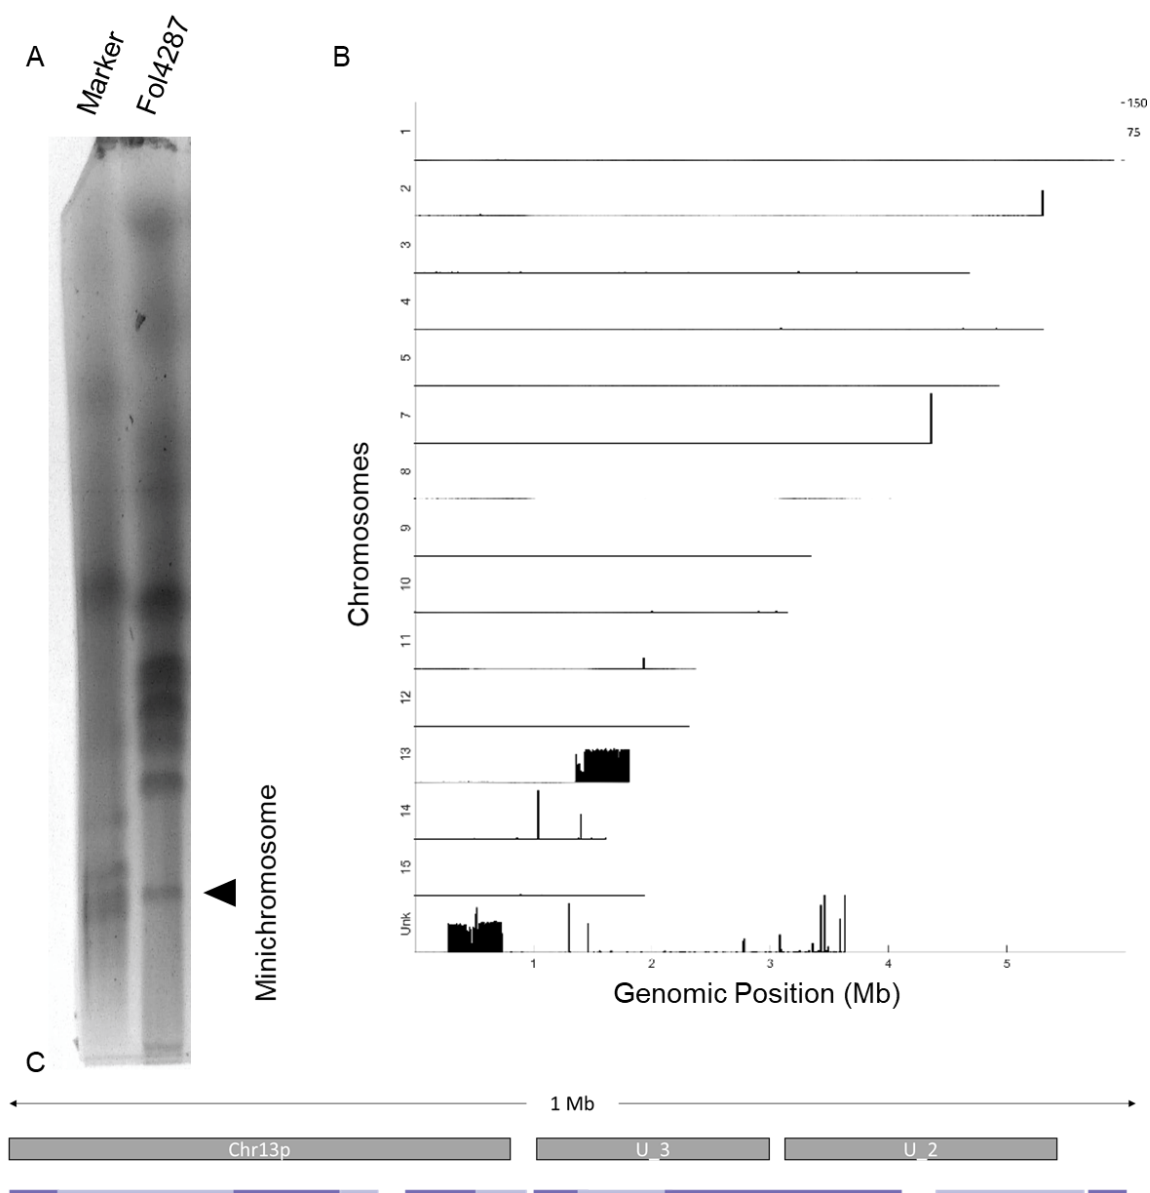 A
Marker
Fol4287
Minichromosome
B
-150
75
Chromosomes
1
2
3
4
5
7
8
9
10
11
12
13
14
15
Unk
1 2 3 4 5
Genomic Position (Mb)
C
1 Mb
Chr13p U_3 U_2